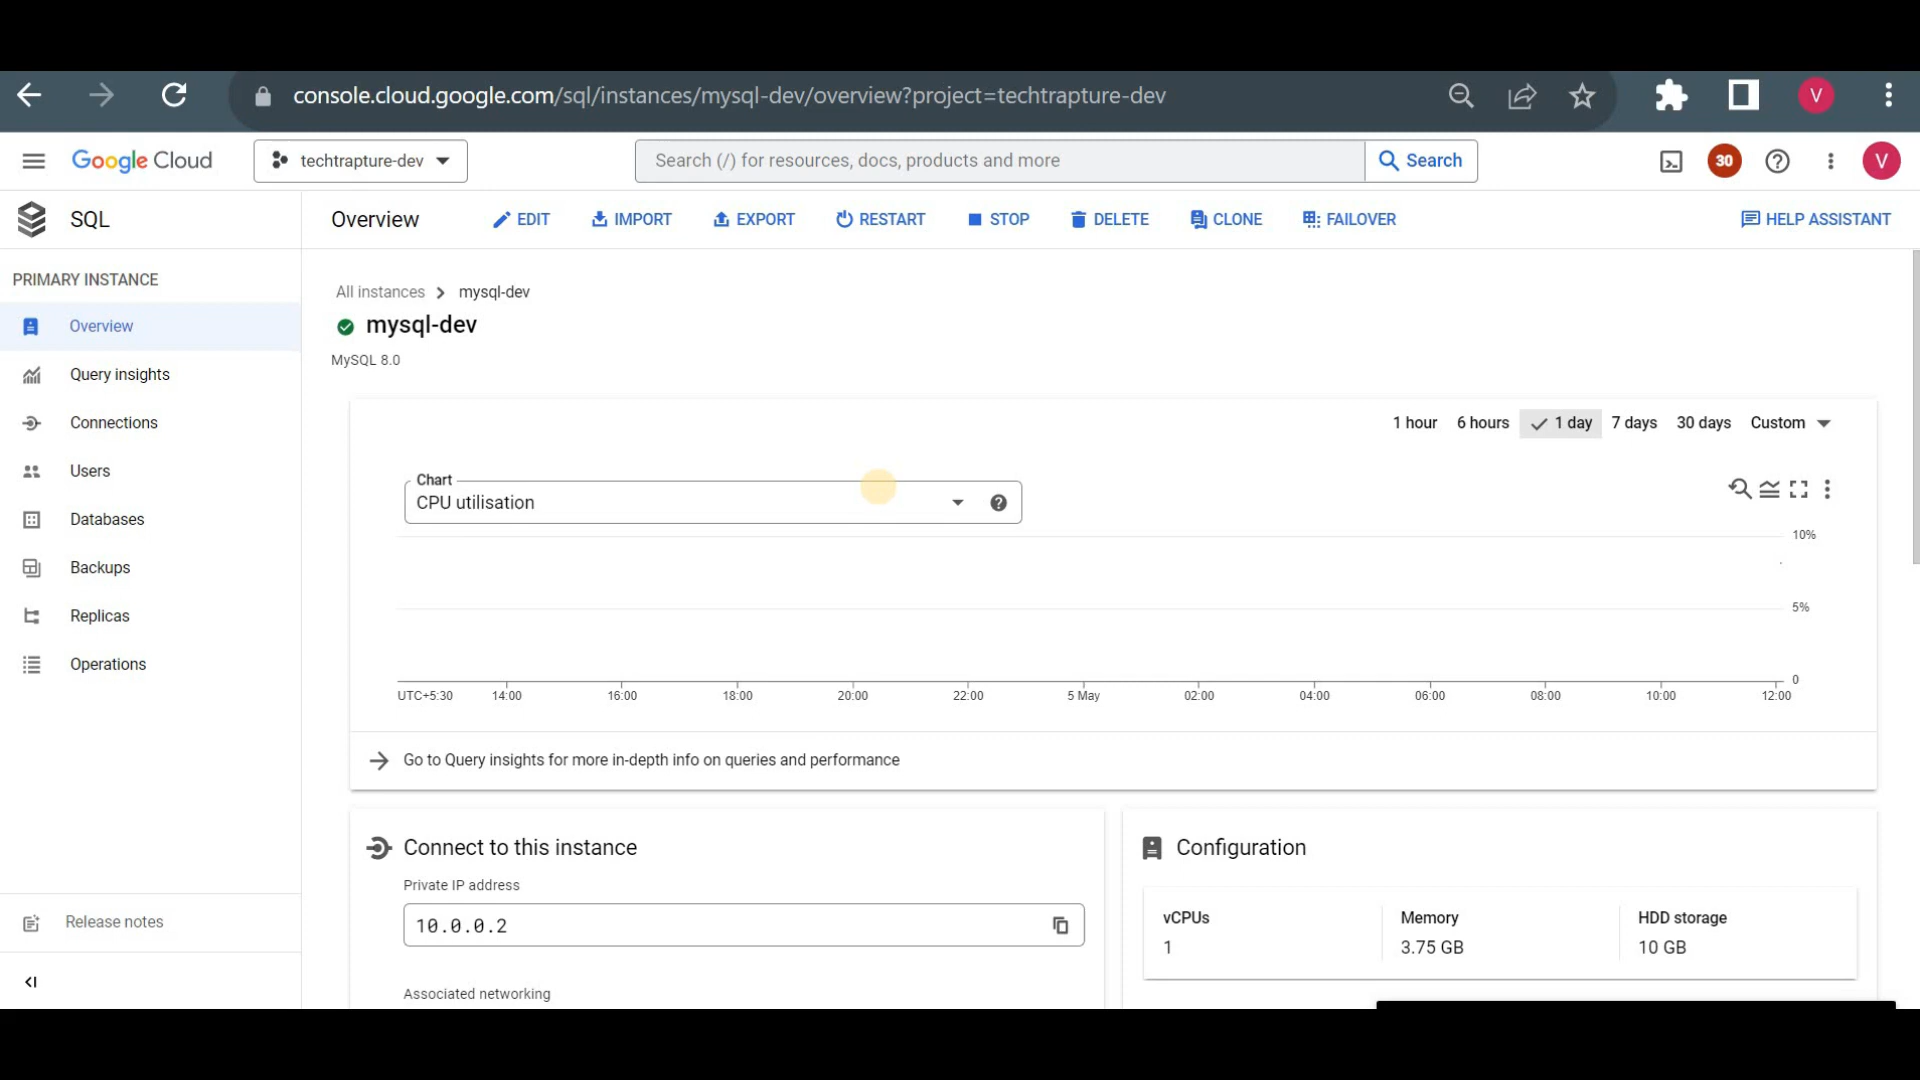 console.cloud.google.com/sql/instances/mysql-dev/overview?project=techtrapture-dev
V
Google Cloud
techtrapture-dev
Search (/) for resources, docs, products and more
Search
30
V
SQL
Overview
EDIT
IMPORT
EXPORT
RESTART
STOP
DELETE
CLONE
FAILOVER
HELP ASSISTANT
PRIMARY INSTANCE
Overview
Query insights
Connections
Users
Databases
Backups
Replicas
Operations
Release notes
All instances
mysql-dev
mysql-dev
MySQL 8.0
1 hour
6 hours
1 day
7 days
30 days
Custom
Chart
CPU utilisation
10%
5%
0
UTC+5:30
14:00
16:00
18:00
20:00
22:00
5 May
02:00
04:00
06:00
08:00
10:00
12:00
Go to Query insights for more in-depth info on queries and performance
Connect to this instance
Private IP address
10.0.0.2
Associated networking
Configuration
vCPUs
1
Memory
3.75 GB
HDD storage
10 GB